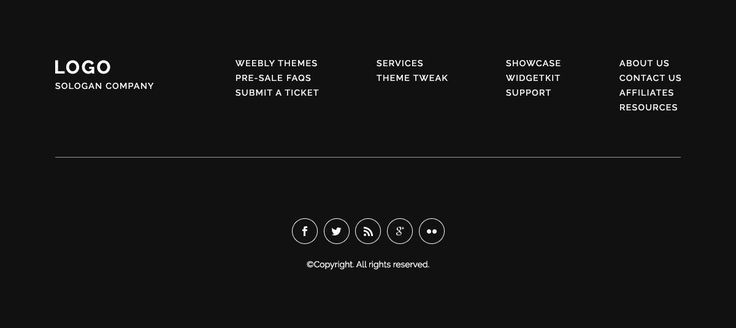 LOGO
SOLOGAN COMPANY
WEEBLY THEMES
PRE-SALE FAQS
SUBMIT A TICKET
SERVICES
THEME TWEAK
SHOWCASE
WIDGETKIT
SUPPORT
ABOUT US
CONTACT US
AFFILIATES
RESOURCES
©Copyright. All rights reserved.